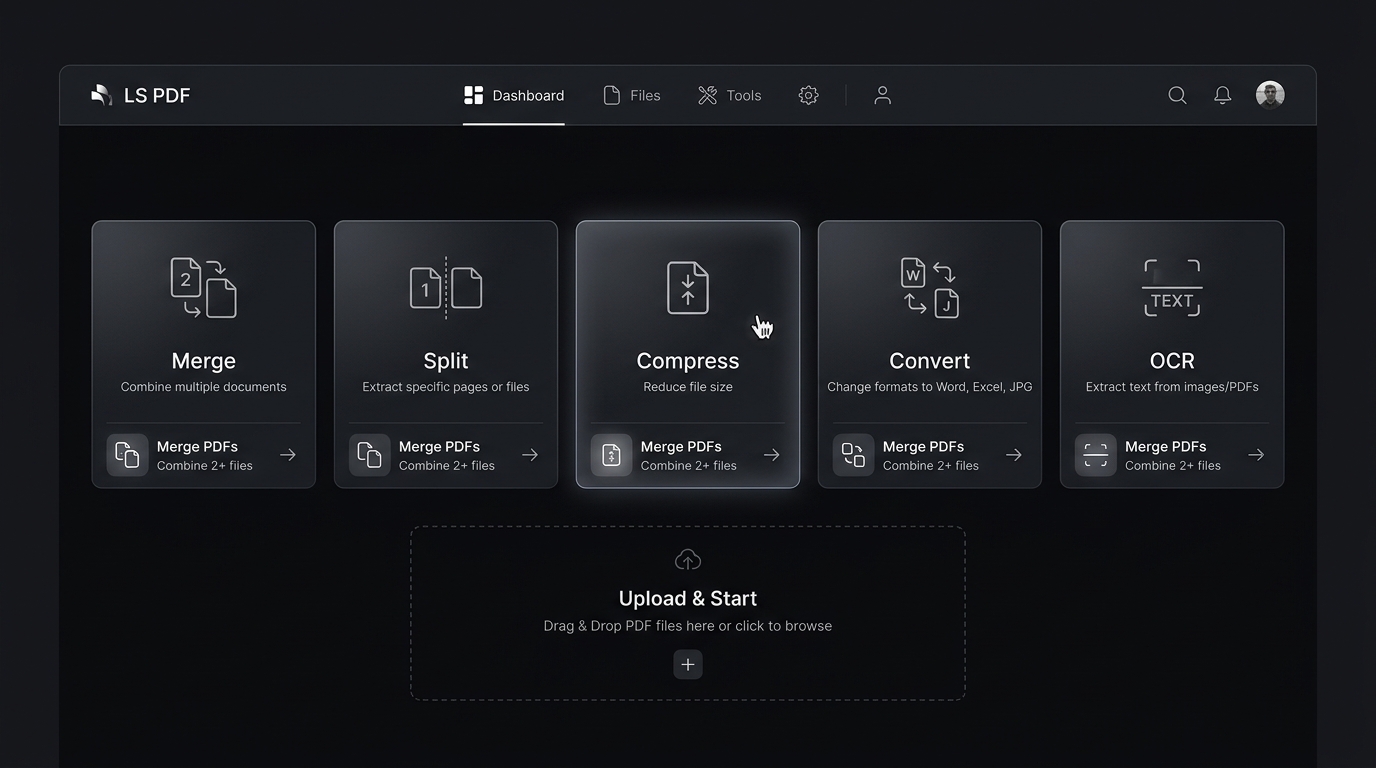 LS PDF
Dashboard
Files
Tools
2
Merge
Combine multiple documents
Merge PDFs
Combine 2+ files
1
Split
Extract specific pages or files
Merge PDFs
Combine 2+ files
Compress
Reduce file size
Merge PDFs
Combine 2+ files
W
J
Convert
Change formats to Word, Excel, JPG
Merge PDFs
Combine 2+ files
TEXT
OCR
Extract text from images/PDFs
Merge PDFs
Combine 2+ files
Upload & Start
Drag & Drop PDF files here or click to browse